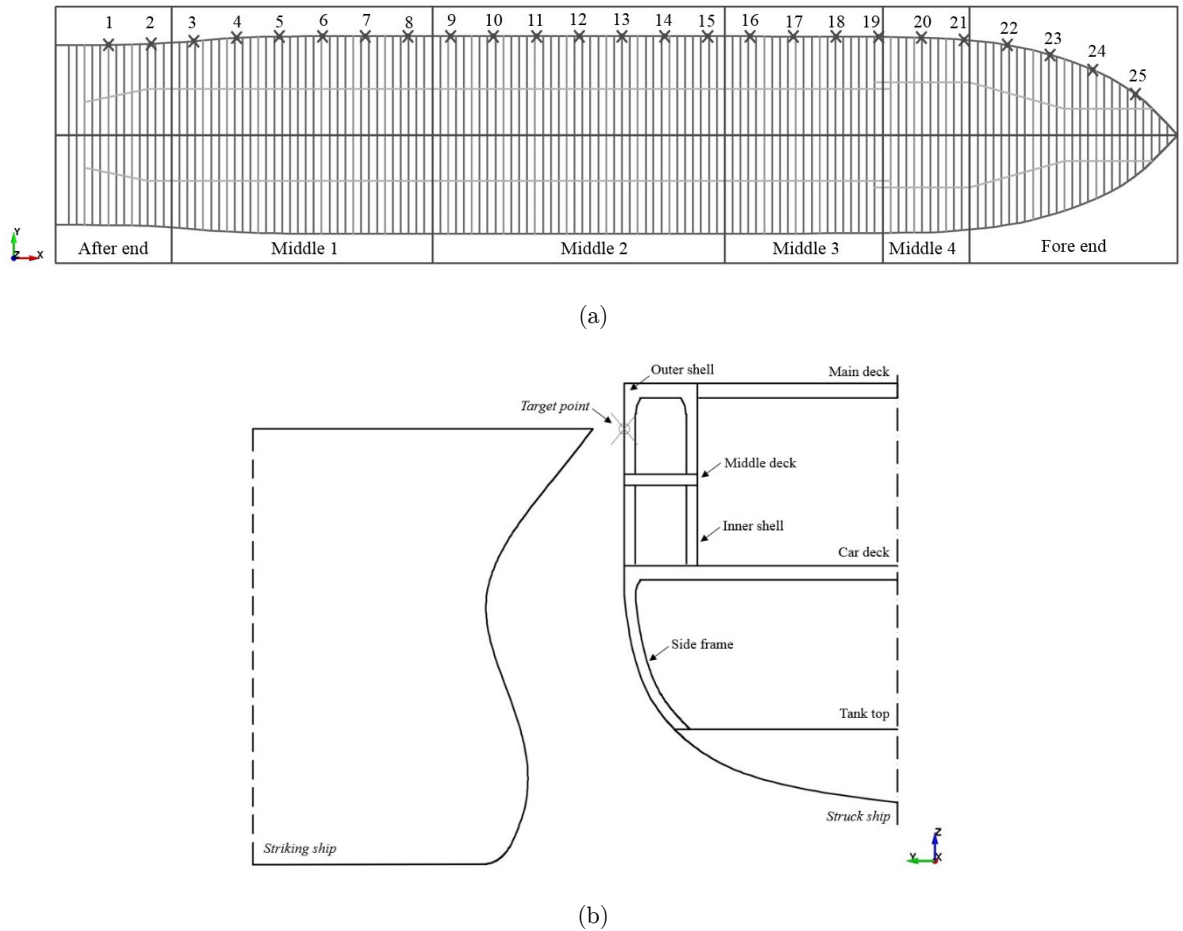 1 2 3 4 5 6 7 8 9 10 11 12 13 14 15 16 17 18 19 20 21 22 23 24 25
Y
Z X
After end Middle 1 Middle 2 Middle 3 Middle 4 Fore end
(a)
Outer shell
Main deck
Target point
Middle deck
Inner shell
Car deck
Side frame
Tank top
Struck ship
Striking ship
Z
Y X
(b)